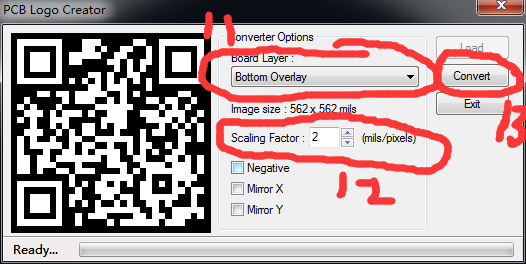 PCB Logo Creator
11
Converter Options
Load
Board Layer :
Bottom Overlay
Convert
Image size : 562 x 562 mils
Exit
13
Scaling Factor : 2 (mils/pixels)
Negative
12
Mirror X
Mirror Y
Ready...